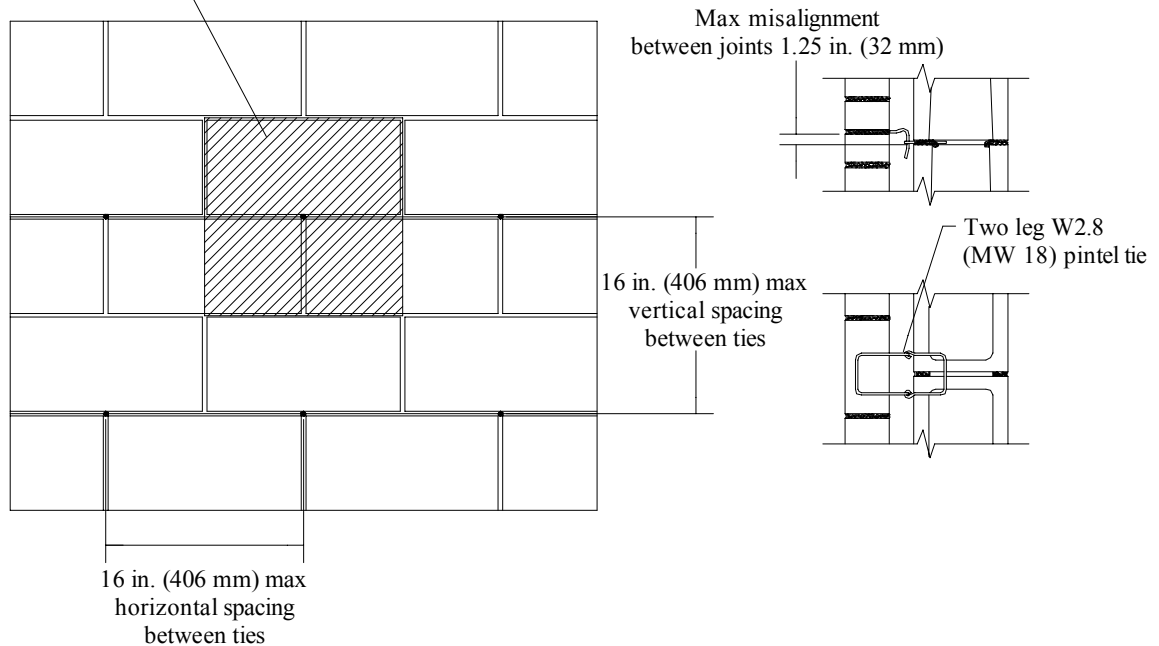 Max misalignment
between joints 1.25 in. (32 mm)
Two leg W2.8
(MW 18) pintel tie
16 in. (406 mm) max
vertical spacing
between ties
16 in. (406 mm) max
horizontal spacing
between ties